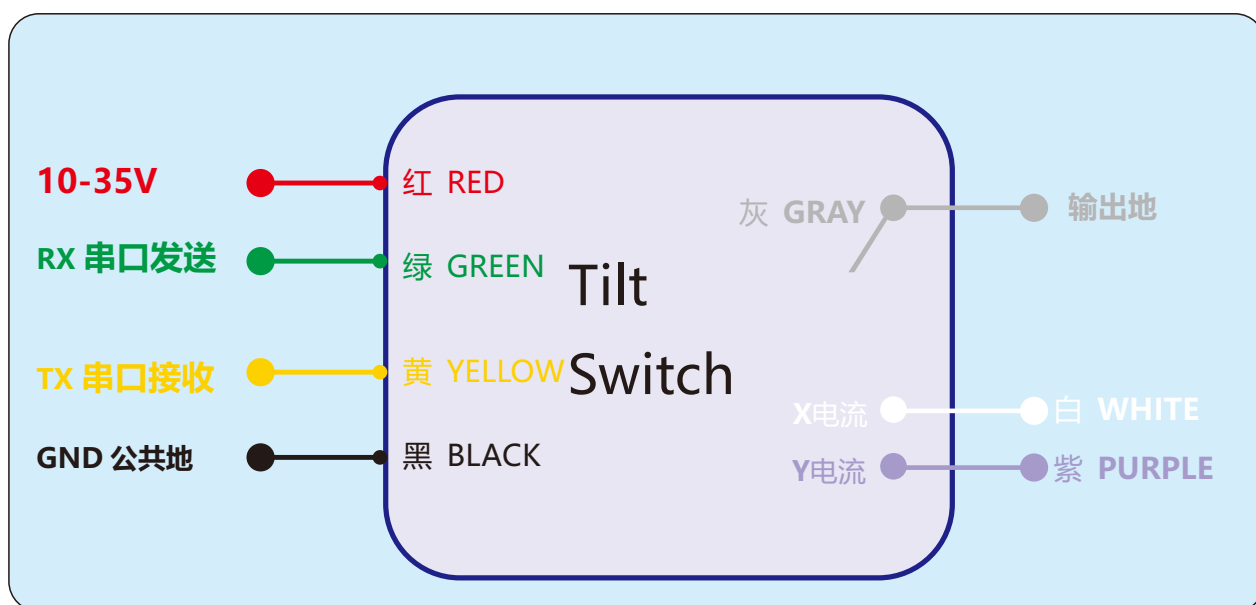 10-35V
红 RED
RX 串口发送
绿 GREEN
TX 串口接收
黄 YELLOW
GND 公共地
黑 BLACK
Tilt
Switch
灰 GRAY
输出地
X电流
白 WHITE
Y电流
紫 PURPLE